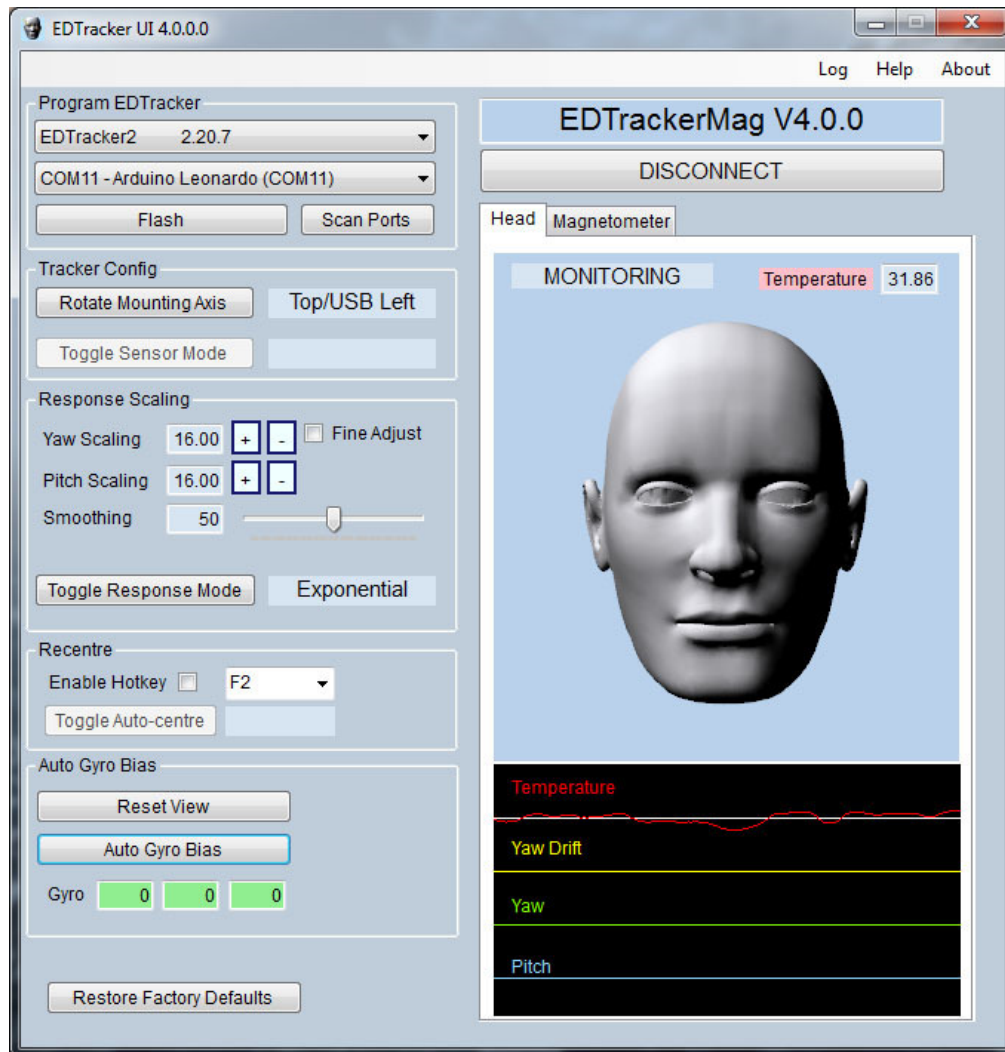 EDTracker UI 4.0.0.0
Log Help About
Program EDTracker
EDTracker2 2.20.7
COM11 - Arduino Leonardo (COM11)
Flash Scan Ports
Tracker Config
Rotate Mounting Axis Top/USB Left
Toggle Sensor Mode
Response Scaling
Yaw Scaling 16.00 + - Fine Adjust
Pitch Scaling 16.00 + -
Smoothing 50
Toggle Response Mode Exponential
Recentre
Enable Hotkey F2
Toggle Auto-centre
Auto Gyro Bias
Reset View
Auto Gyro Bias
Gyro 0 0 0
Restore Factory Defaults
EDTrackerMag V4.0.0
DISCONNECT
Head Magnetometer
MONITORING Temperature 31.86
Temperature
Yaw Drift
Yaw
Pitch